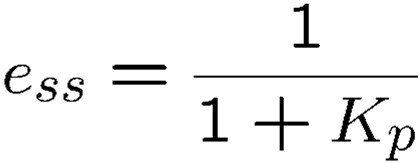 $e_{ss} = \frac{1}{1 + K_p}$